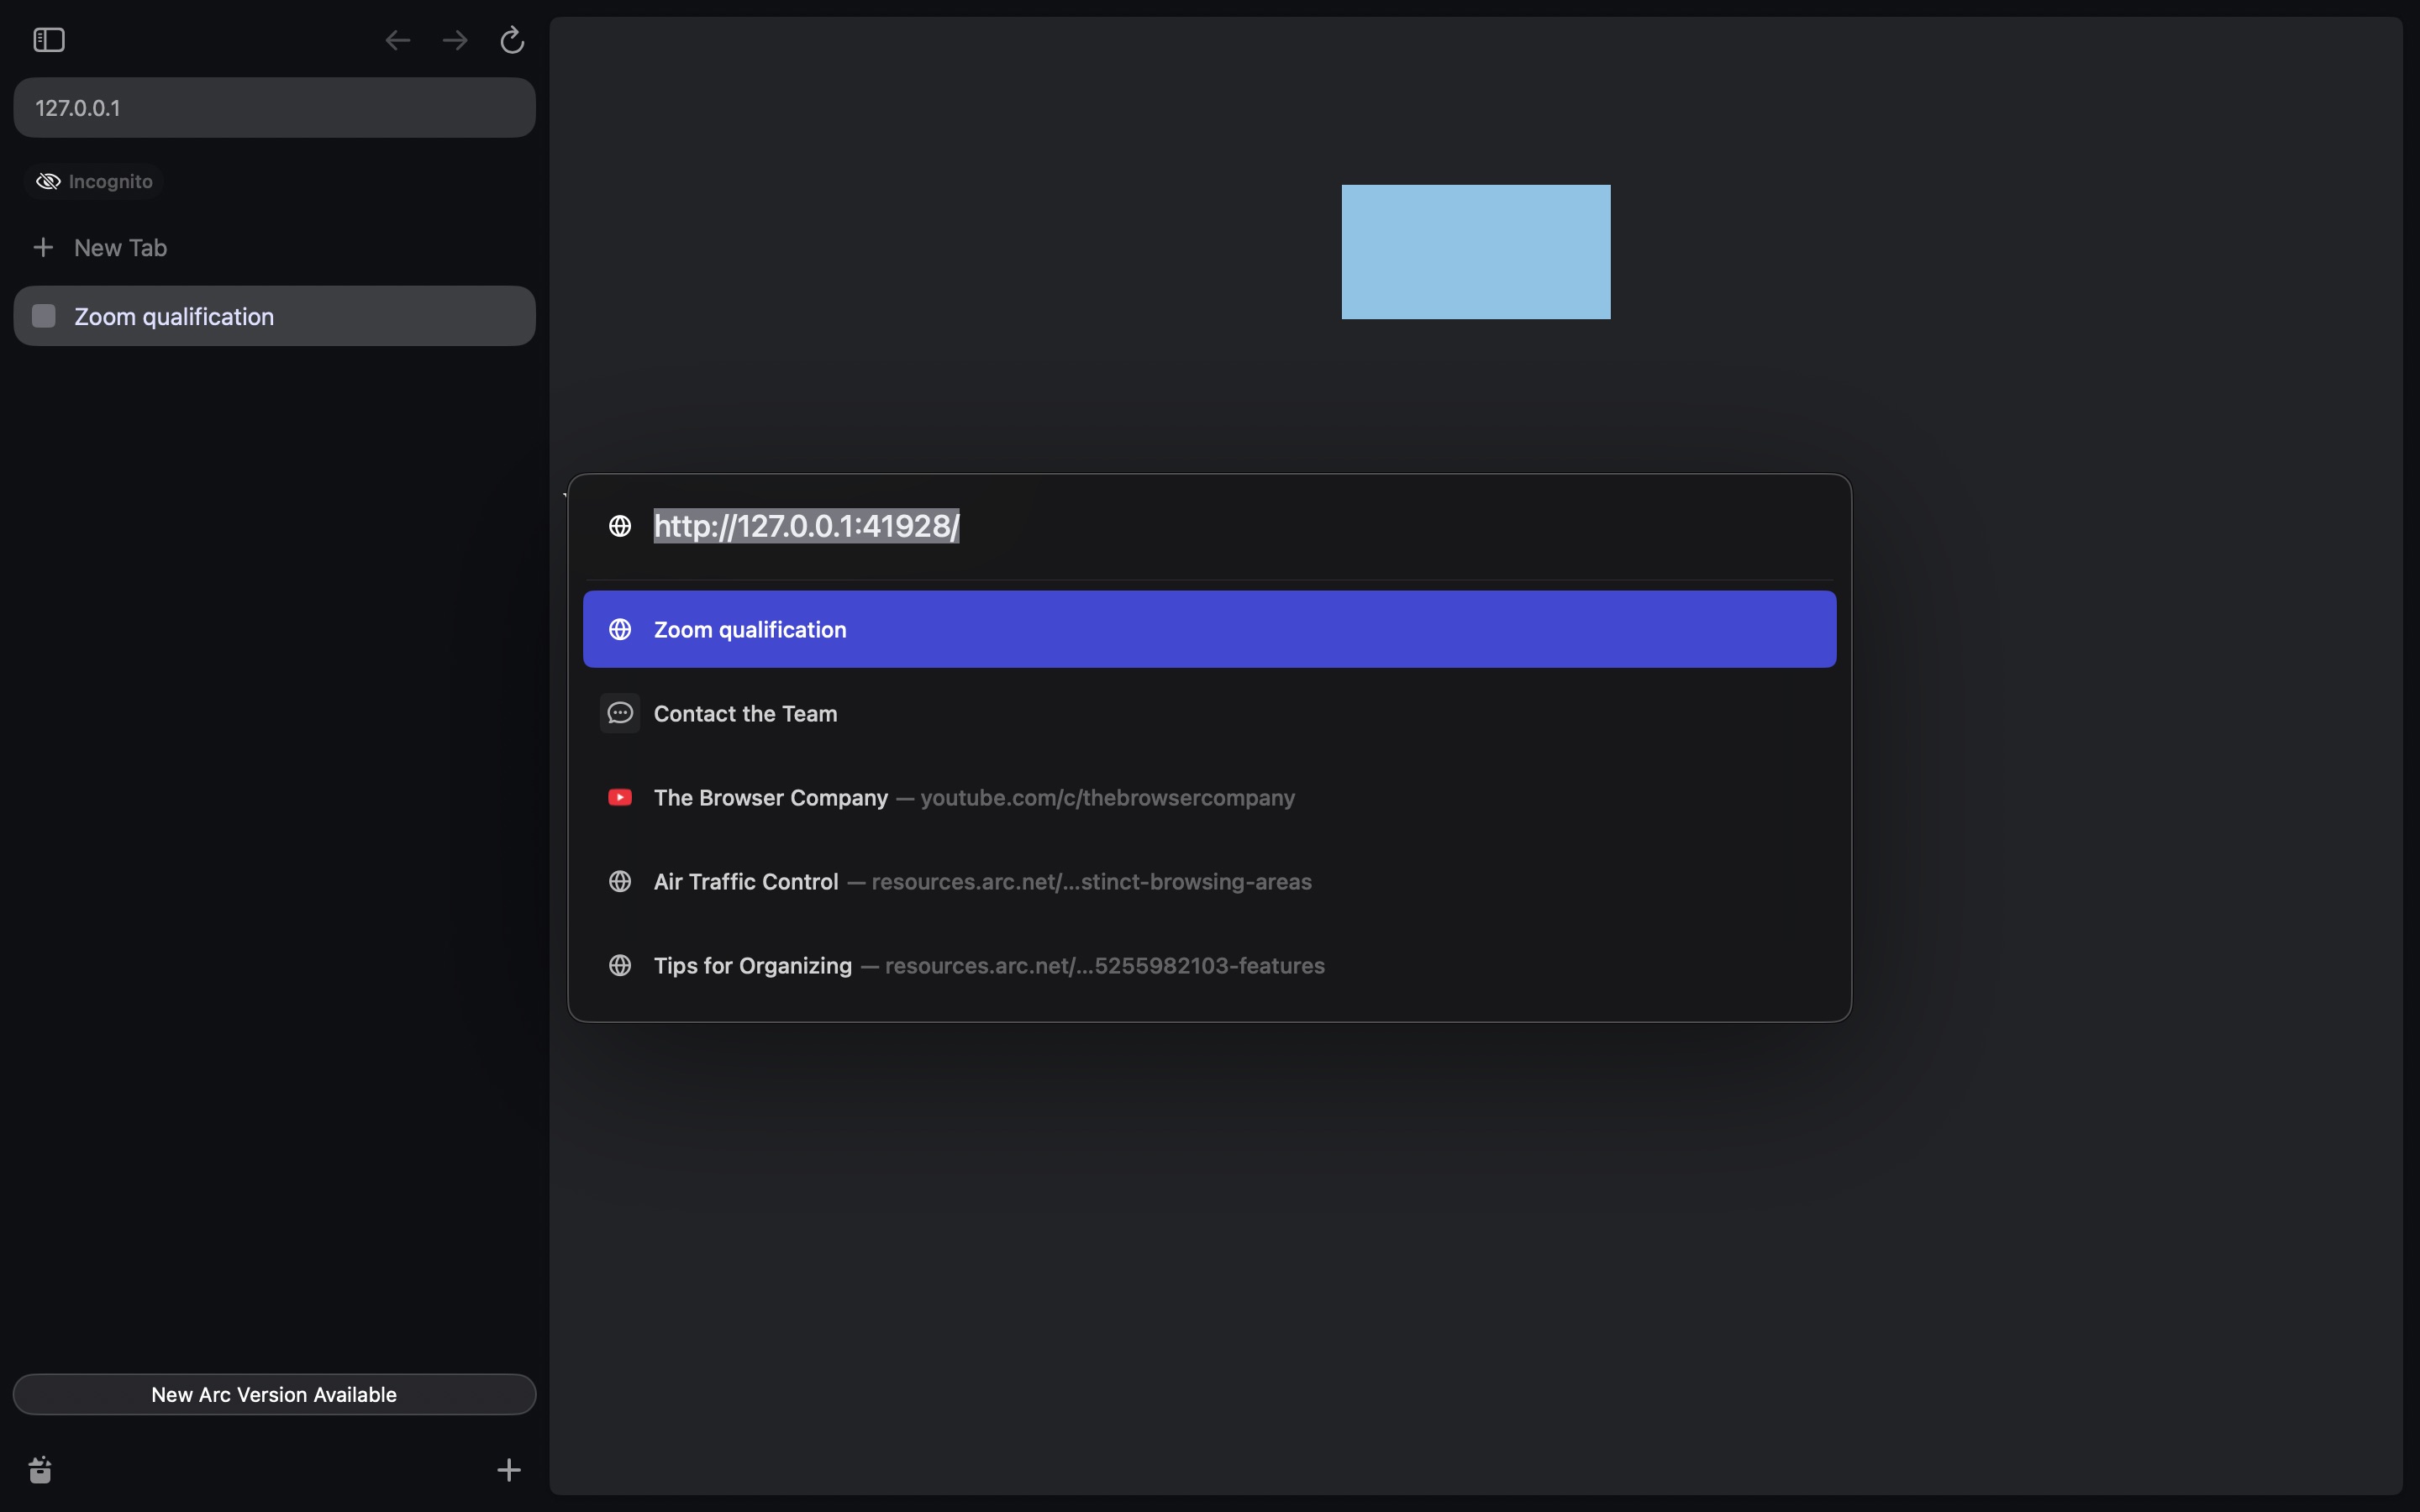 127.0.0.1
Incognito
New Tab
Zoom qualification
http://127.0.0.1:41928/
Zoom qualification
Contact the Team
The Browser Company — youtube.com/c/thebrowsercompany
Air Traffic Control — resources.arc.net/...stinct-browsing-areas
Tips for Organizing — resources.arc.net/...5255982103-features
New Arc Version Available